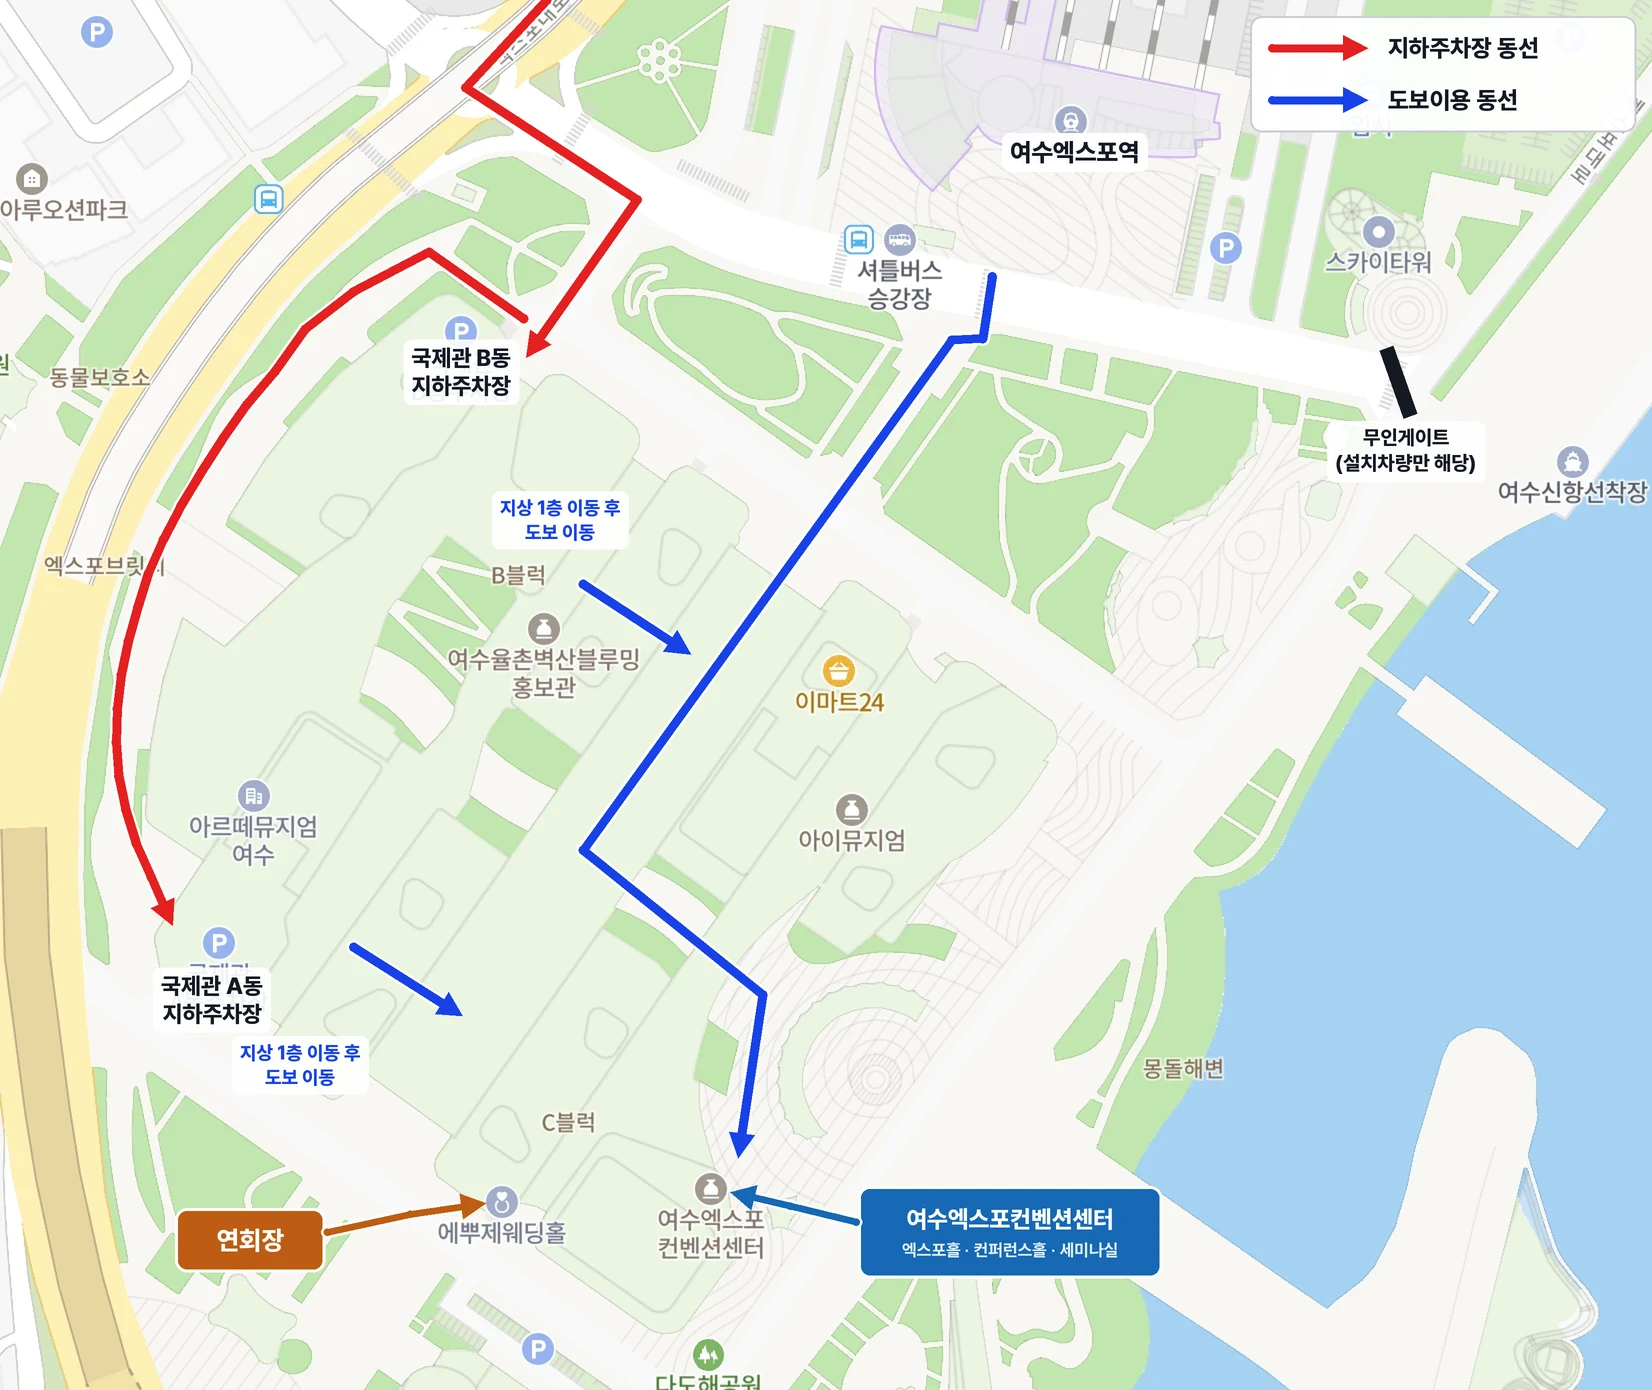 지하주차장 동선
도보이용 동선
여수엑스포역
아루오션파크
스카이타워
셔틀버스
승강장
국제관 B동
지하주차장
동물보호소
원
무인게이트
(설치차량만 해당)
여수신항선착장
지상 1층 이동 후
도보 이동
엑스포브릿지
B블럭
여수율촌벽산블루밍
홍보관
이마트24
아르떼뮤지엄
여수
아이뮤지엄
P
국제관 A동
지하주차장
지상 1층 이동 후
도보 이동
몽돌해변
C블럭
연회장
에뿌제웨딩홀
여수엑스포
컨벤션센터
여수엑스포컨벤션센터
엑스포홀 · 컨퍼런스홀 · 세미나실
다도해공원